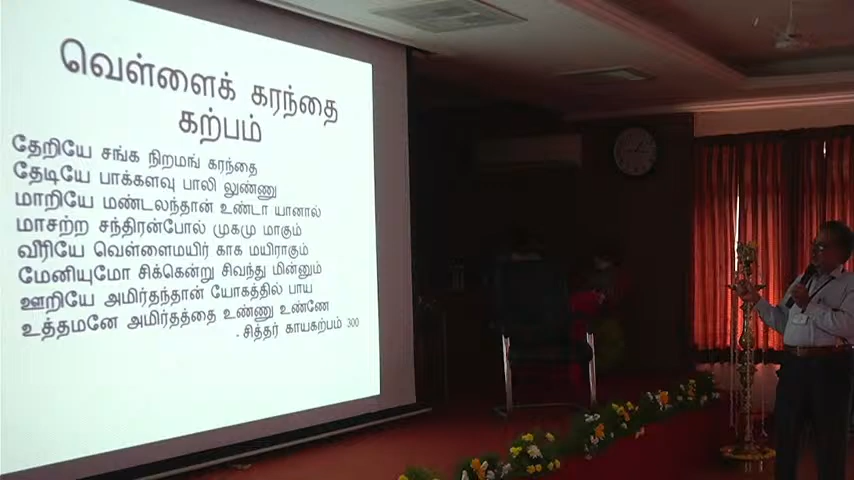 வெள்ளைக் கரந்தை
கற்பம்
தேறியே சங்க நிறமங் கரந்தை
தேடியே பாக்களவு பாலி லுண்ணு
மாறியே மண்டலந்தான் உண்டா யானால்
மாசற்ற சந்திரன்போல் முகமு மாகும்
வீரியே வெள்ளைமயிர் காக மயிராகும்
மேனியுமோ சிக்கென்று சிவந்து மின்னும்
ஊறியே அமிர்தந்தான் யோகத்தில் பாய
உத்தமனே அமிர்தத்தை உண்ணு உண்ணே
- சித்தர் காயகற்பம் 300